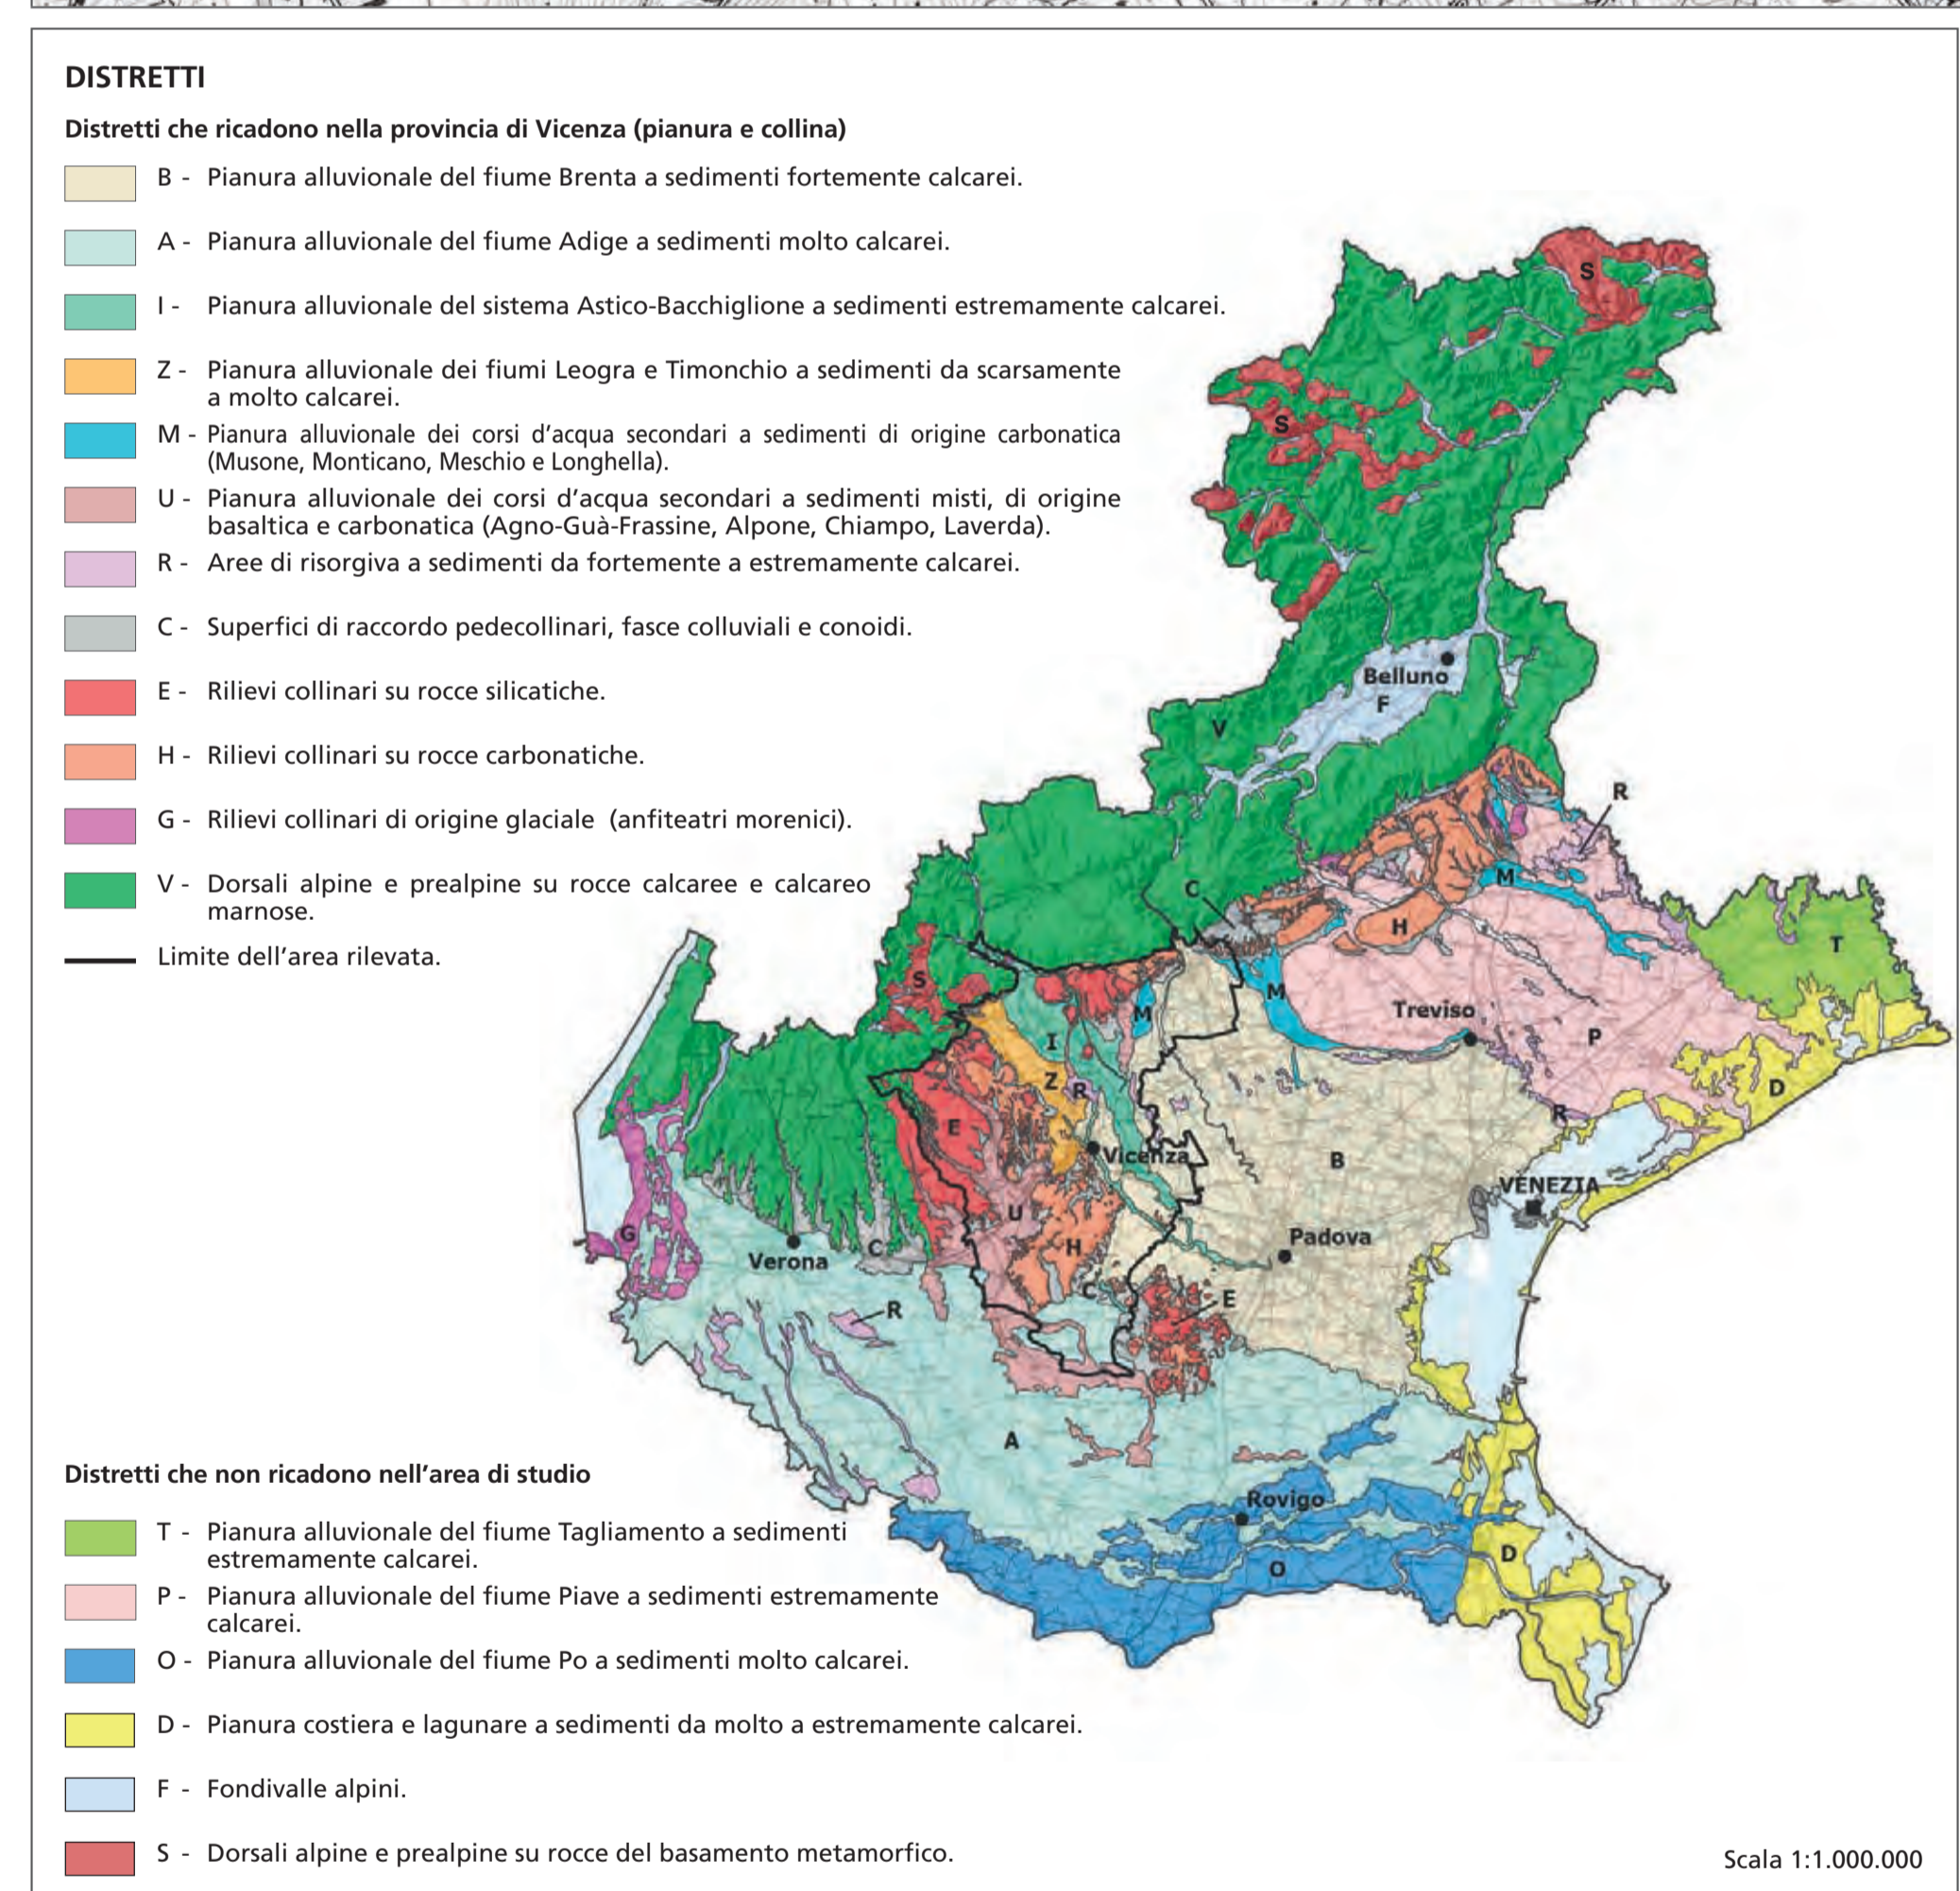 DISTRETTI
Distretti che ricadono nella provincia di Vicenza (pianura e collina)
B - Pianura alluvionale del fiume Brenta a sedimenti fortemente calcarei.
A - Pianura alluvionale del fiume Adige a sedimenti molto calcarei.
I - Pianura alluvionale del sistema Astico-Bacchiglione a sedimenti estremamente calcarei.
Z - Pianura alluvionale dei fiumi Leogra e Timonchio a sedimenti da scarsamente
a molto calcarei.
M - Pianura alluvionale dei corsi d'acqua secondari a sedimenti di origine carbonatica
(Musone, Monticano, Meschio e Longhella).
U - Pianura alluvionale dei corsi d'acqua secondari a sedimenti misti, di origine
basaltica e carbonatica (Agno-Guà-Frassine, Alpone, Chiampo, Laverda).
R - Aree di risorgiva a sedimenti da fortemente a estremamente calcarei.
C - Superfici di raccordo pedecollinari, fasce colluviali e conoidi.
E - Rilievi collinari su rocce silicatiche.
H - Rilievi collinari su rocce carbonatiche.
G - Rilievi collinari di origine glaciale (anfiteatri morenici).
V - Dorsali alpine e prealpine su rocce calcaree e calcareo
marnose.
Limite dell'area rilevata.
Distretti che non ricadono nell'area di studio
T - Pianura alluvionale del fiume Tagliamento a sedimenti
estremamente calcarei.
P - Pianura alluvionale del fiume Piave a sedimenti estremamente
calcarei.
O - Pianura alluvionale del fiume Po a sedimenti molto calcarei.
D - Pianura costiera e lagunare a sedimenti da molto a estremamente calcarei.
F - Fondivalle alpini.
S - Dorsali alpine e prealpine su rocce del basamento metamorfico.
S
S
Belluno
F
V
R
C
M
H
T
S
M
M
Treviso
I
P
Z
R
D
R
E
Vicenza
B
VENEZIA
U
G
H
Padova
C
Verona
C
E
R
A
Rovigo
D
O
Scala 1:1.000.000